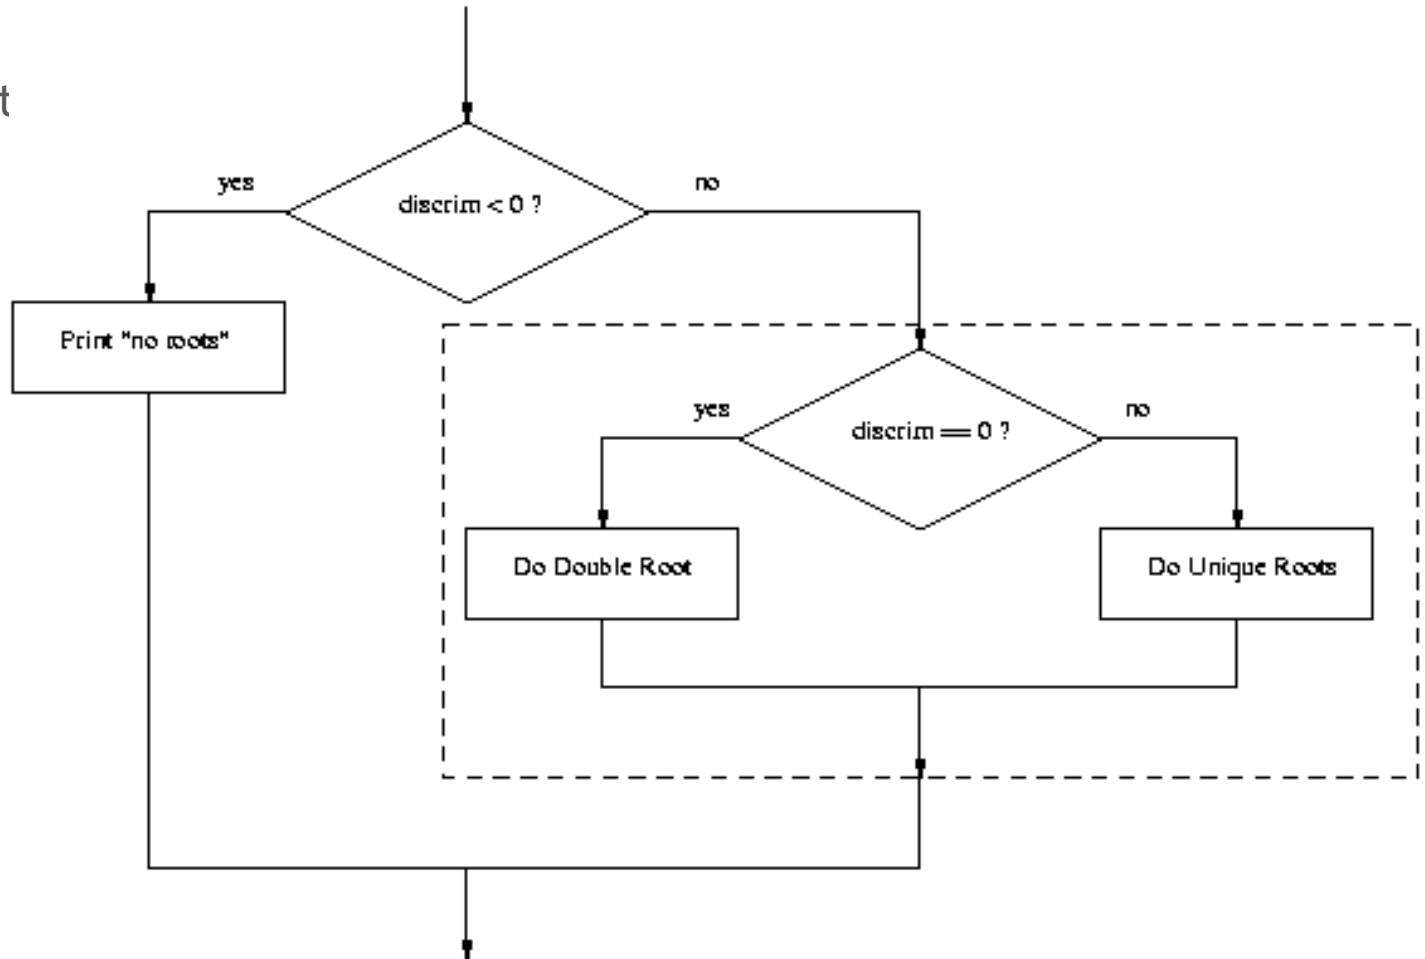 t
yes
discrim < 0 ?
no
Print "no roots"
yes
discrim == 0 ?
no
Do Double Root
Do Unique Roots